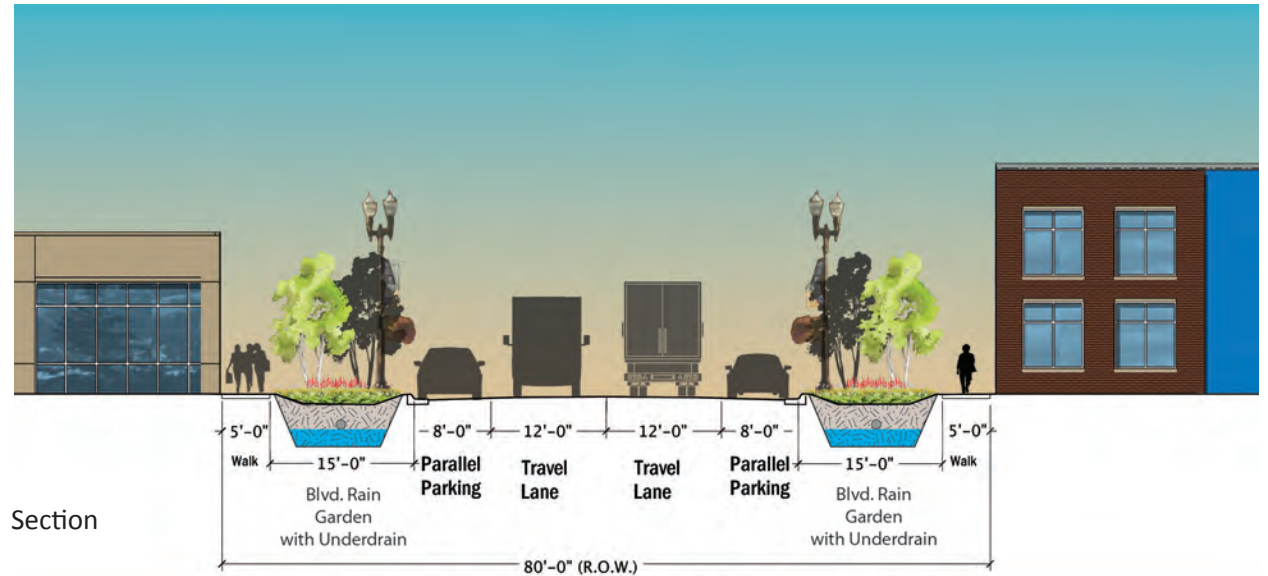 5'-0"
8'-0"
12'-0"
12'-0"
8'-0"
5'-0"
Walk
15'-0"
Parallel
Parking
Travel
Lane
Travel
Lane
Parallel
Parking
15'-0"
Walk
Blvd. Rain
Garden
with Underdrain
Blvd. Rain
Garden
with Underdrain
Section
80'-0" (R.O.W.)